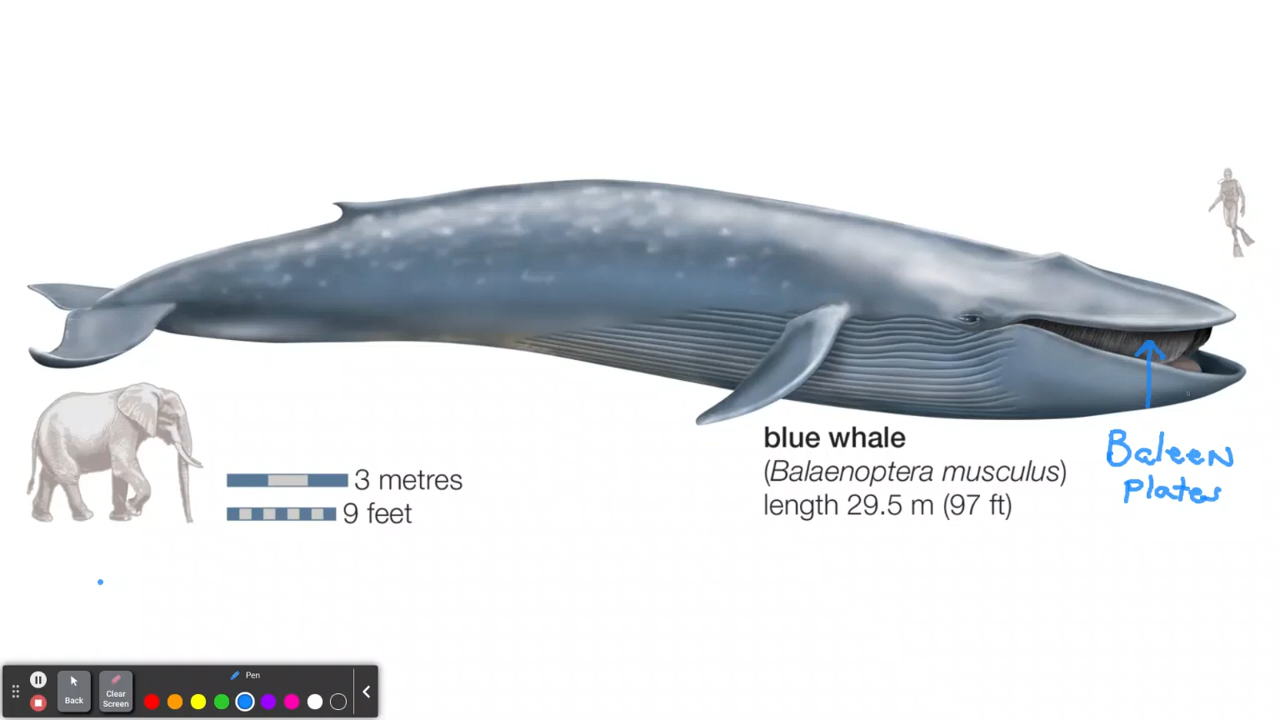 blue whale
(Balaenoptera musculus)
length 29.5 m (97 ft)
Baleen
Plates
3 metres
9 feet
Pen
Back
Clear
Screen